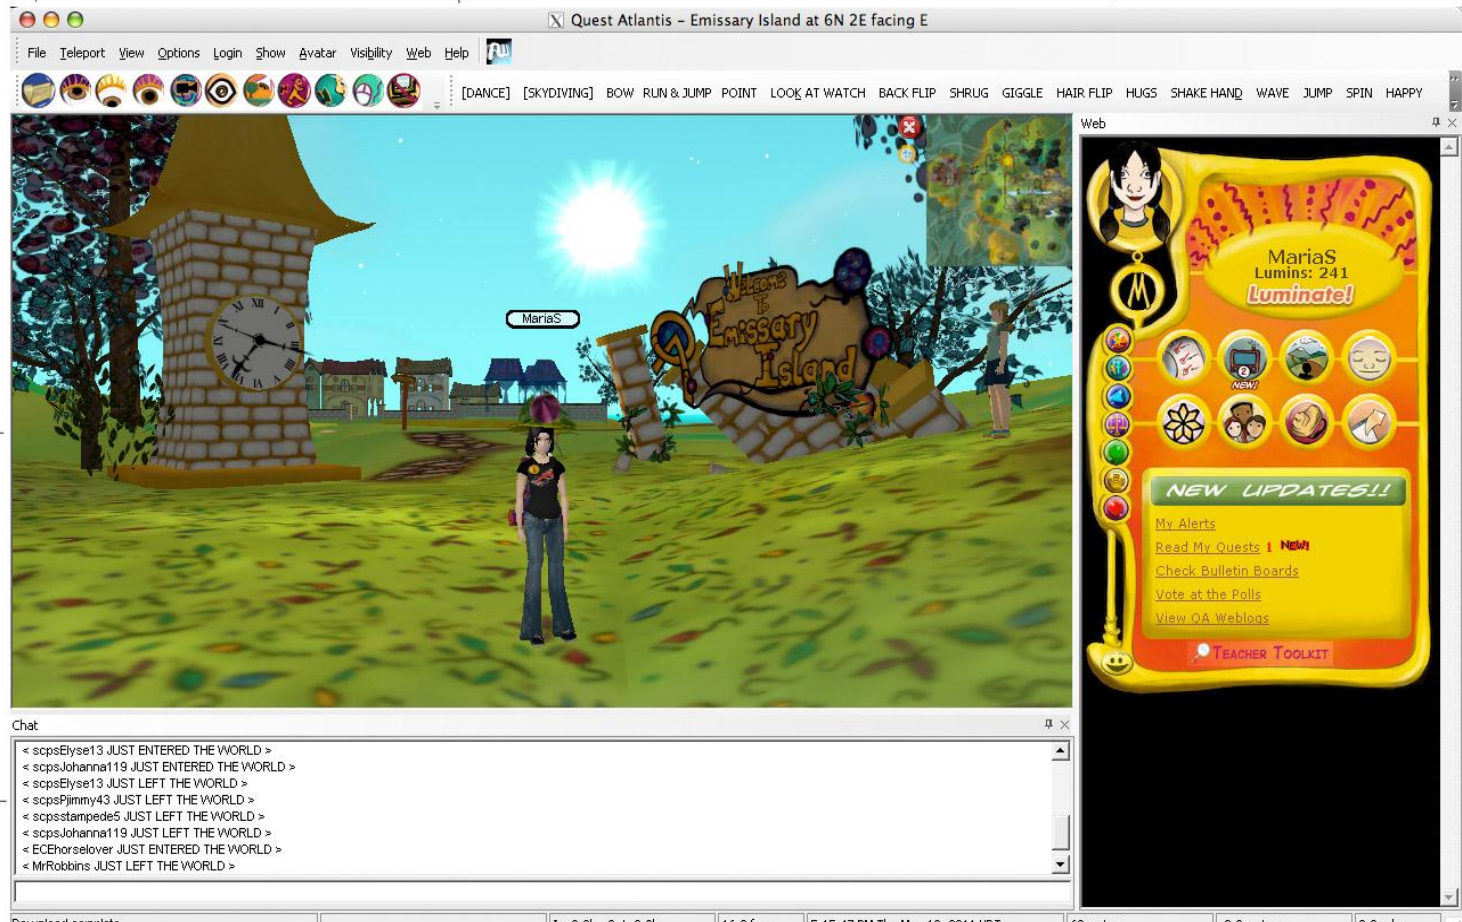 Quest Atlantis - Emissary Island at 6N 2E facing E
File Teleport View Options Login Show Avatar Visibility Web Help
[DANCE] [SKYDIVING] BOW RUN & JUMP POINT LOOK AT WATCH BACK FLIP SHRUG GIGGLE HAIR FLIP HUGS SHAKE HAND WAVE JUMP SPIN HAPPY
Web
MariaS
Welcome
To
Emissary
Island
MariaS
Lumins: 241
Luminate!
2
NEW!
NEW UPDATES!!
My Alerts
Read My Quests 1 NEW!
Check Bulletin Boards
Vote at the Polls
View QA Weblogs
TEACHER TOOLKIT
Chat
< scpsElyse13 JUST ENTERED THE WORLD >
< scpsJohanna119 JUST ENTERED THE WORLD >
< scpsElyse13 JUST LEFT THE WORLD >
< scpsPjimmy43 JUST LEFT THE WORLD >
< scpsstampede5 JUST LEFT THE WORLD >
< scpsJohanna119 JUST LEFT THE WORLD >
< ECEhorselover JUST ENTERED THE WORLD >
< MrRobbins JUST LEFT THE WORLD >